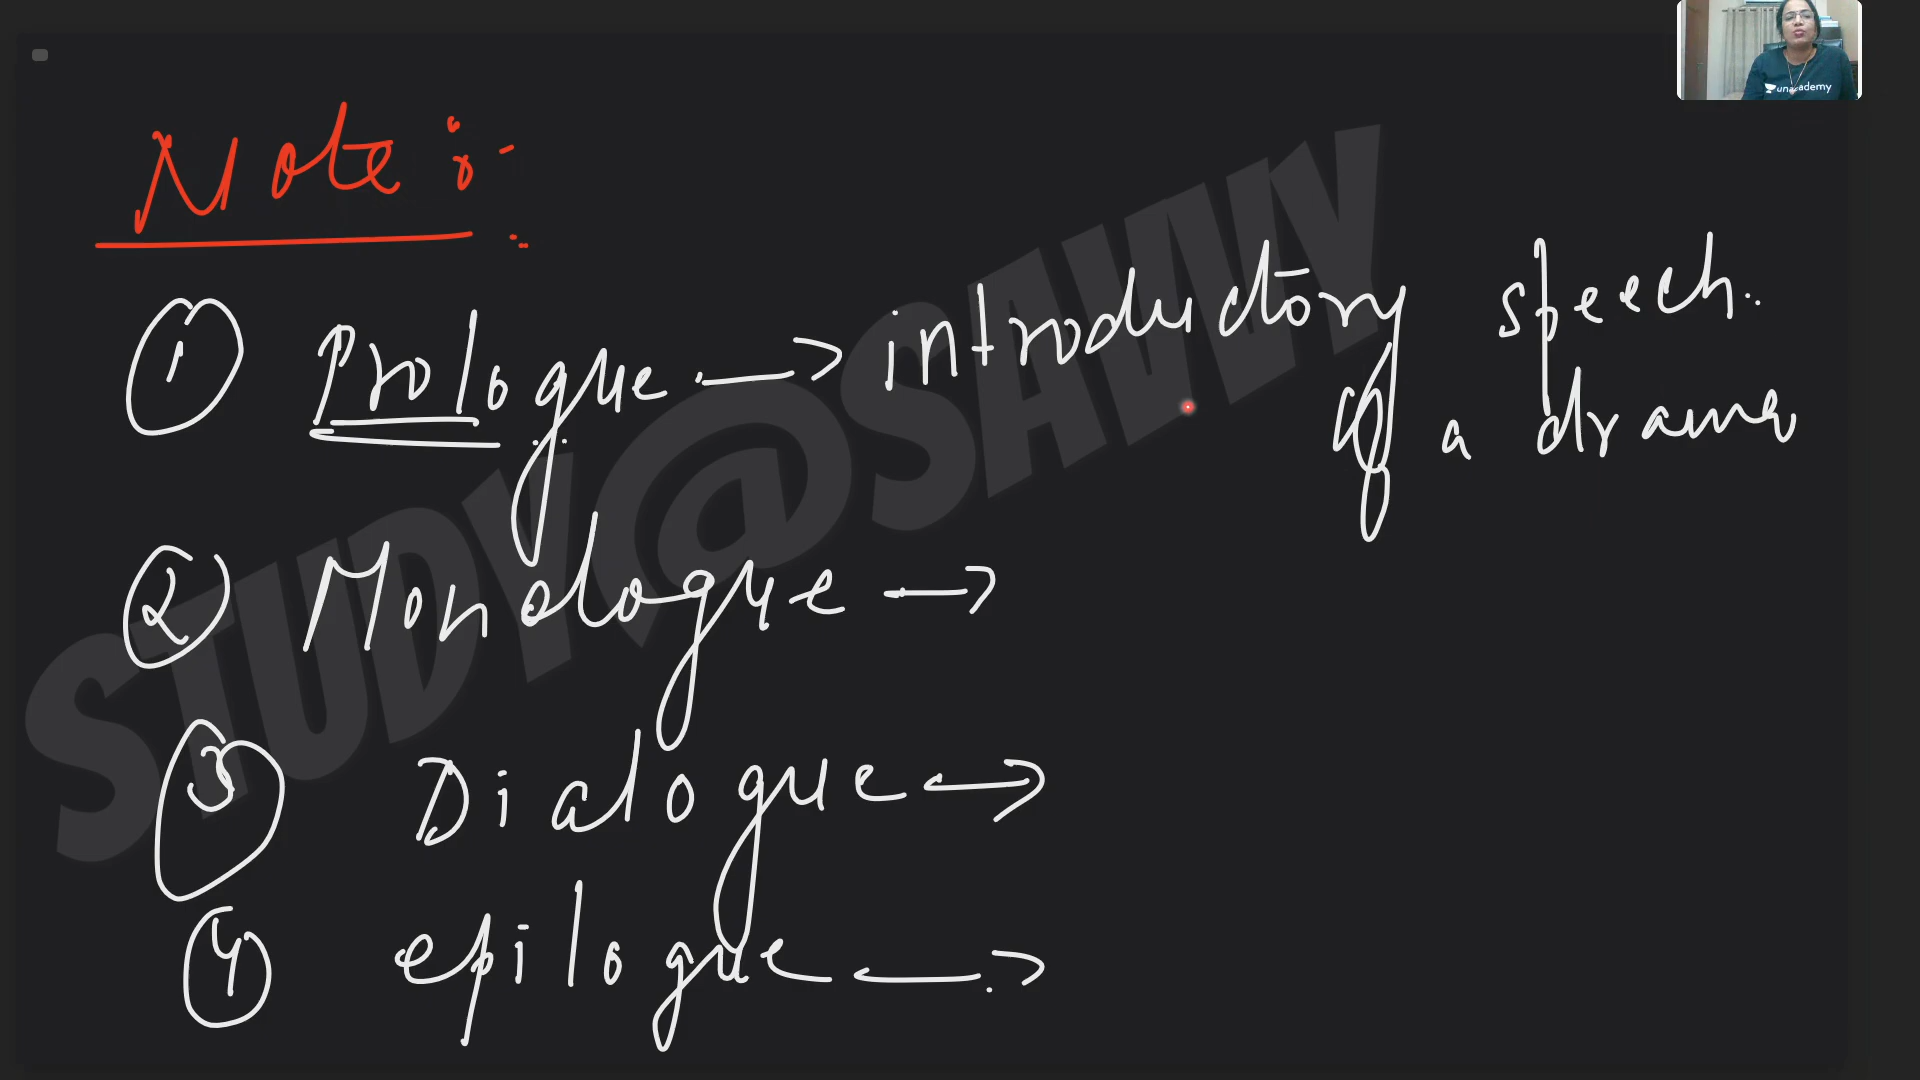 unacademy
Note :-
1 Prologue → introductory speech.
of a drama
2 Monologue →
3 Dialogue →
4 epilogue →
STUDY@SAVVY